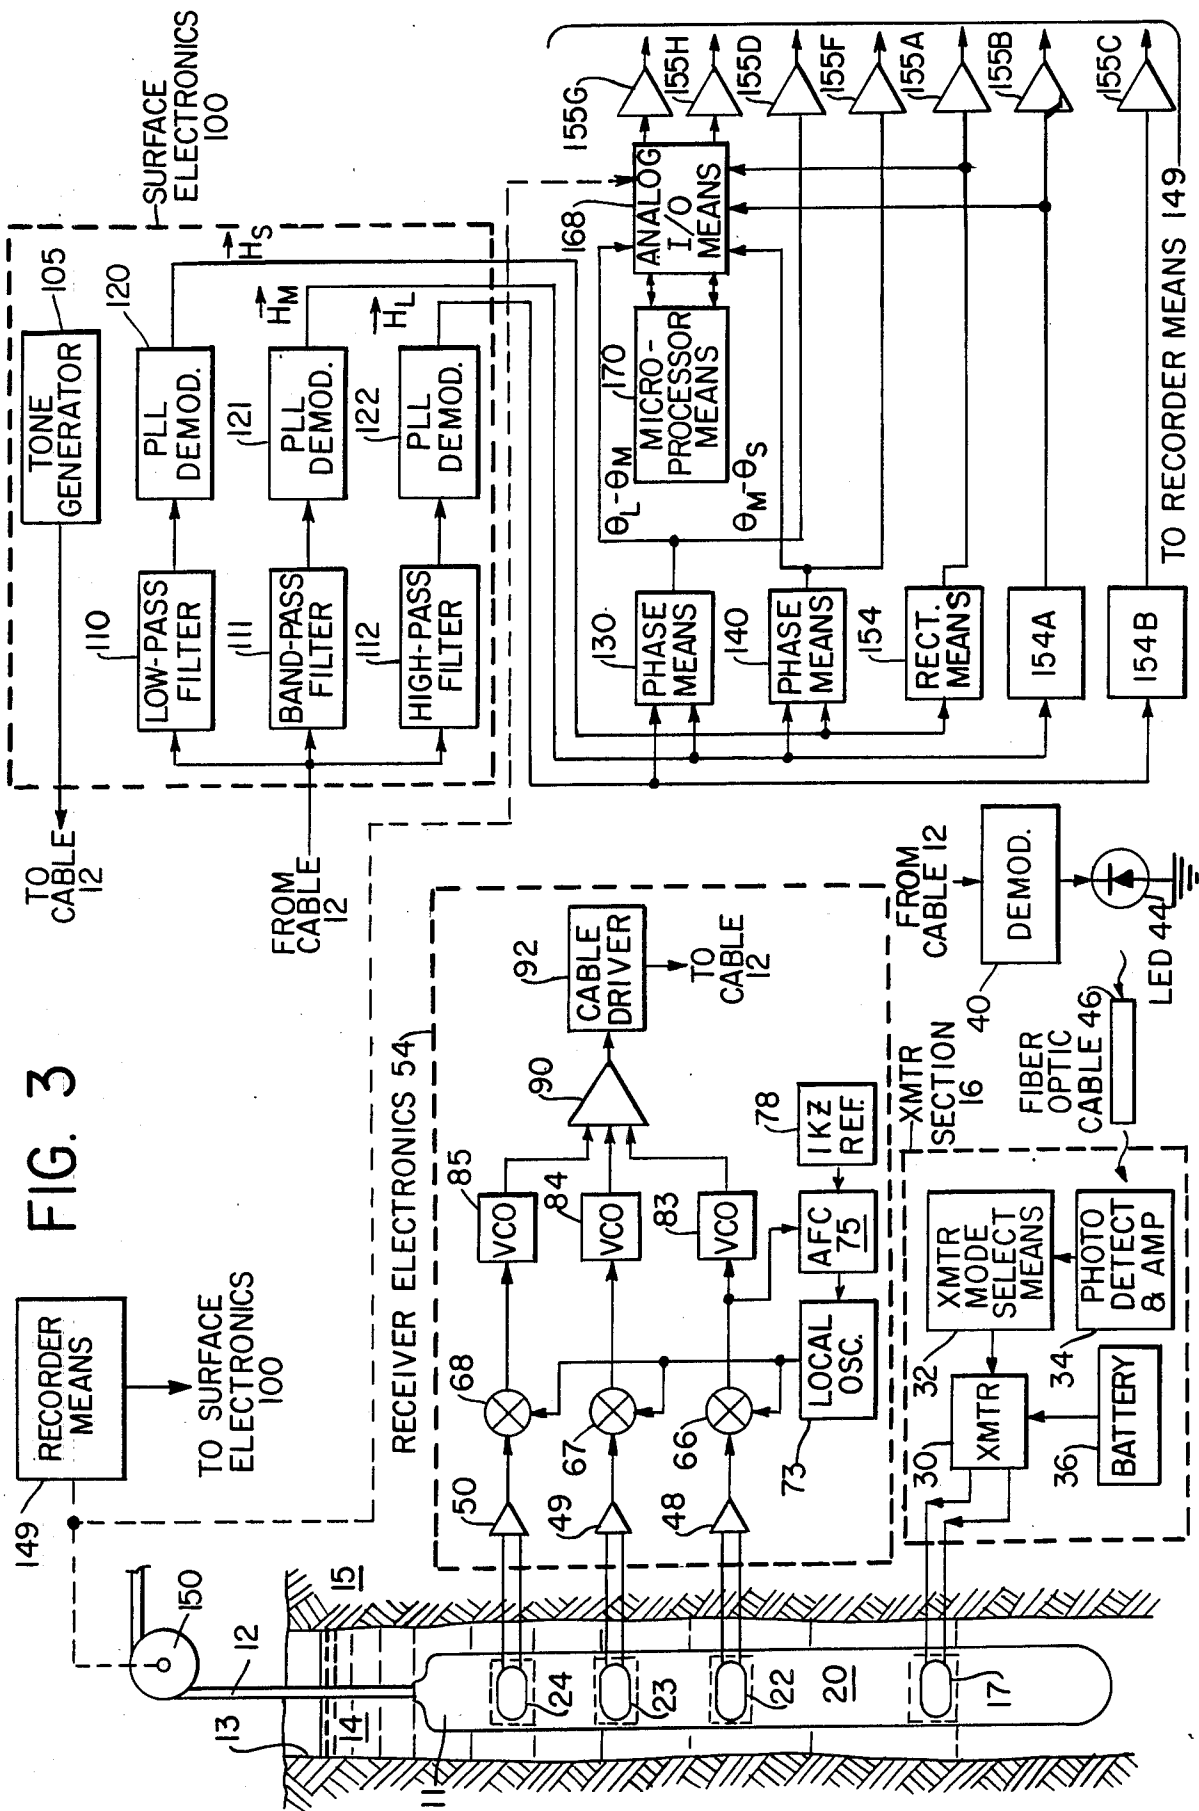 FIG. 3
149
RECORDER
MEANS
TO SURFACE
ELECTRONICS
100
150
13
12
14
15
11
24
23
22
20
17
RECEIVER ELECTRONICS 54
50
68
85
VCO
49
67
84
VCO
48
66
83
VCO
90
92
CABLE
DRIVER
TO
CABLE
12
73
LOCAL
OSC.
AFC
75
78
1KZ
REF.
XMTR
SECTION
16
30
XMTR
32
XMTR
MODE
SELECT
MEANS
34
PHOTO
DETECT
& AMP
36
BATTERY
FIBER
OPTIC
CABLE 46
FROM
CABLE 12
40
DEMOD.
LED 44
SURFACE
ELECTRONICS
100
TO
CABLE
12
TONE
GENERATOR
105
FROM
CABLE
12
110
LOW-PASS
FILTER
120
PLL
DEMOD.
HS
111
BAND-PASS
FILTER
121
PLL
DEMOD.
HM
112
HIGH-PASS
FILTER
122
PLL
DEMOD.
HL
130
PHASE
MEANS
θL-θM
140
PHASE
MEANS
θM-θS
154
RECT.
MEANS
154A
154B
170
MICRO-
PROCESSOR
MEANS
168
ANALOG
I/O
MEANS
155G
155H
155D
155F
155A
155B
155C
TO RECORDER MEANS 149